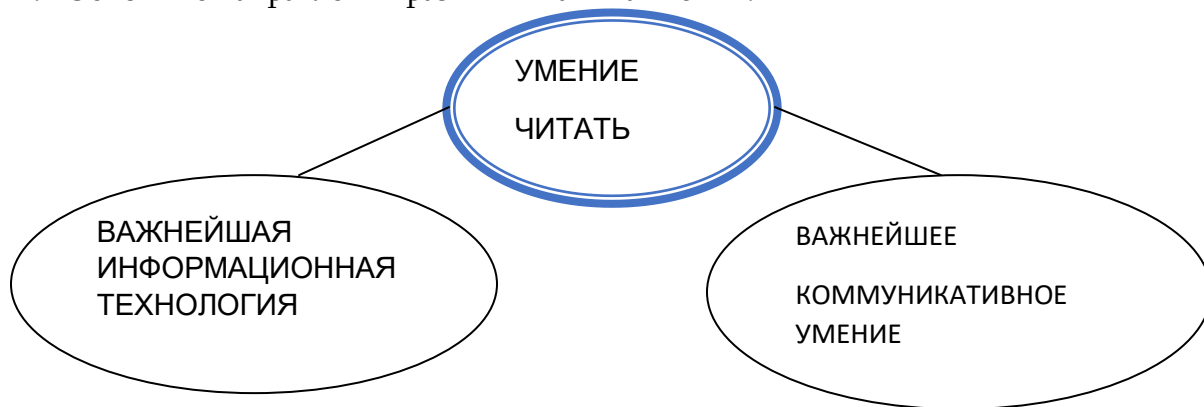 УМЕНИЕ
ЧИТАТЬ
ВАЖНЕЙШАЯ
ИНФОРМАЦИОННАЯ
ТЕХНОЛОГИЯ
ВАЖНЕЙШЕЕ
КОММУНИКАТИВНОЕ
УМЕНИЕ